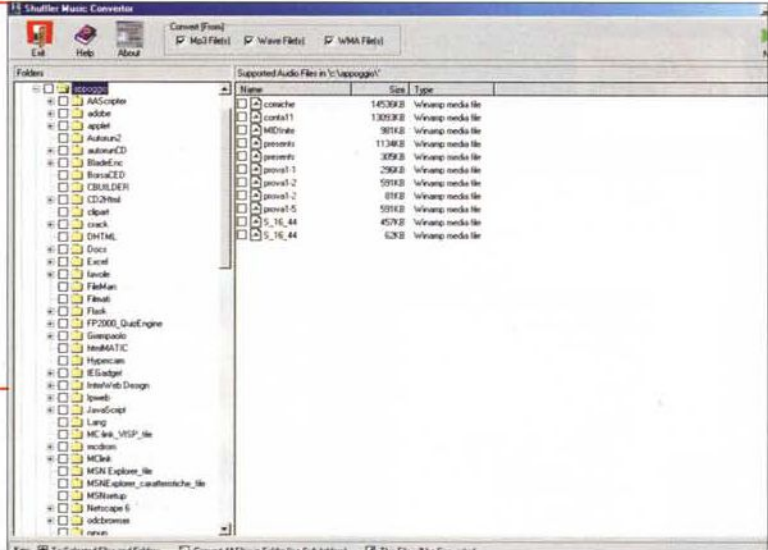 Shuffler Music Convertor
Exit
Help
About
Convert [From]
Mp3 File(s)
Wave File(s)
WMA File(s)
Folders
Supported Audio Files in 'c:\appoggio\'
appoggio
AAScripter
adobe
applet
Autorun2
autorunCD
BladeEnc
BorsaCED
CBUILDER
CD2Html
clipart
crack
DHTML
Docs
Excel
favole
FileMan
Filmati
Flash
FP2000_QuizEngine
Giampaolo
htmlMATIC
Hypercam
IEGadget
InterWeb Design
Ipweb
JavaScript
Lang
MC-link_VISP_file
mcdrom
MClink
MSN Explorer_file
MSNExplorer_caratteristiche_file
MSNsetup
Netscape 6
odcbrowser
Name Size Type
comiche 14536KB Winamp media file
conta11 13093KB Winamp media file
MIDInite 981KB Winamp media file
presents 1134KB Winamp media file
presents 309KB Winamp media file
prova1-1 296KB Winamp media file
prova1-2 591KB Winamp media file
prova1-2 81KB Winamp media file
prova1-5 591KB Winamp media file
S_16_44 457KB Winamp media file
S_16_44 62KB Winamp media file